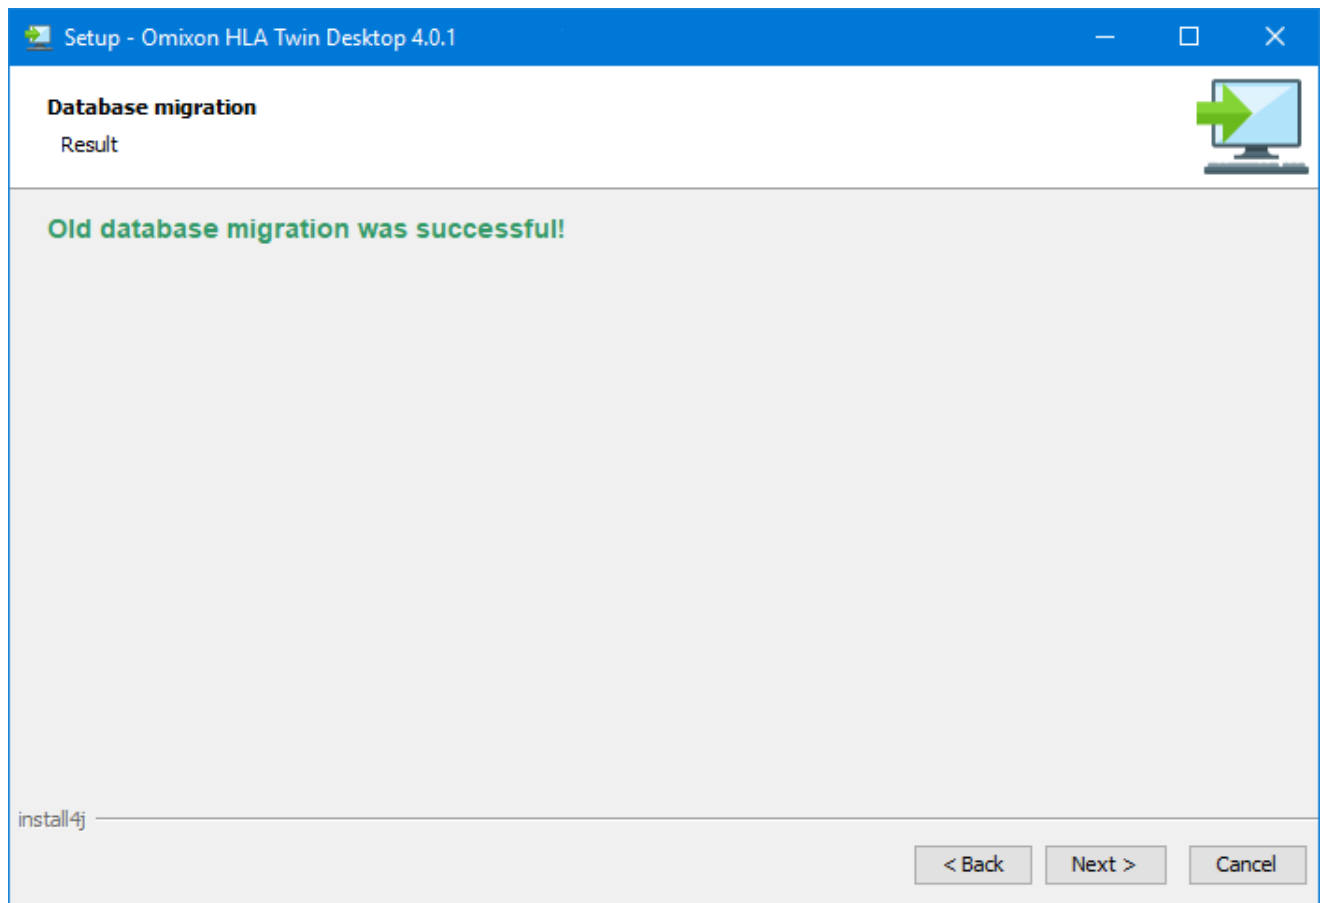 Setup - Omixon HLA Twin Desktop 4.0.1
Database migration
Result
Old database migration was successful!
install4j
< Back
Next >
Cancel